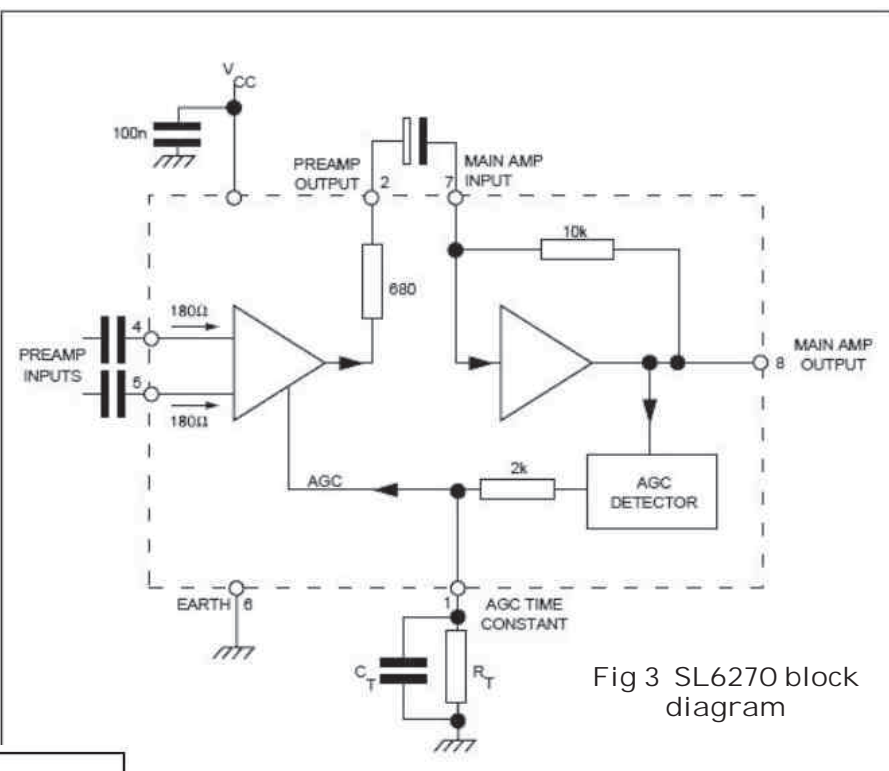 V
CC
100n
PREAMP
OUTPUT
2
MAIN AMP
INPUT
7
10k
680
180Ω
4
PREAMP
INPUTS
5
180Ω
8
MAIN AMP
OUTPUT
AGC
2k
AGC
DETECTOR
EARTH
6
1
AGC TIME
CONSTANT
C
T
R
T
Fig 3 SL6270 block
diagram